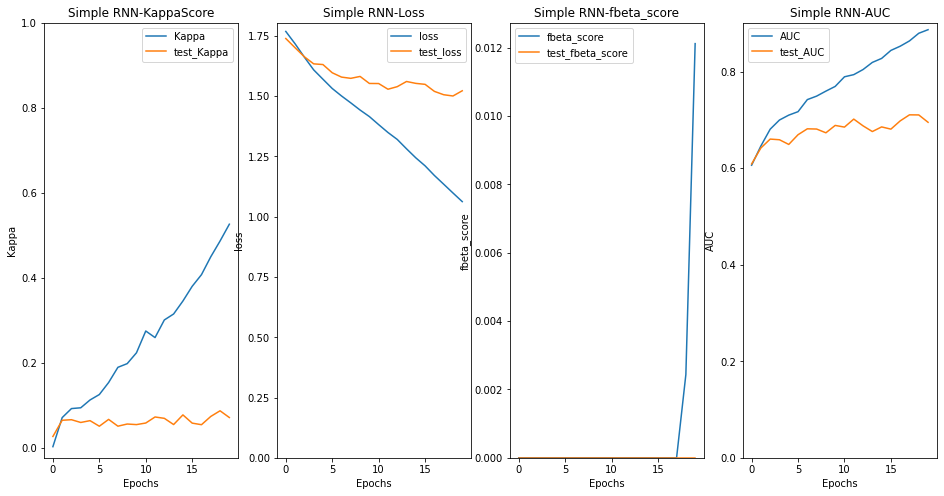 Simple RNN-KappaScore
Kappa
test_Kappa
1.0
0.8
0.6
0.4
0.2
0.0
Kappa
0
5
10
15
Epochs
Simple RNN-Loss
loss
test_loss
1.75
1.50
1.25
1.00
0.75
0.50
0.25
0.00
loss
0
5
10
15
Epochs
Simple RNN-fbeta_score
fbeta_score
test_fbeta_score
0.012
0.010
0.008
0.006
0.004
0.002
0.000
fbeta_score
0
5
10
15
Epochs
Simple RNN-AUC
AUC
test_AUC
0.8
0.6
0.4
0.2
0.0
AUC
0
5
10
15
Epochs